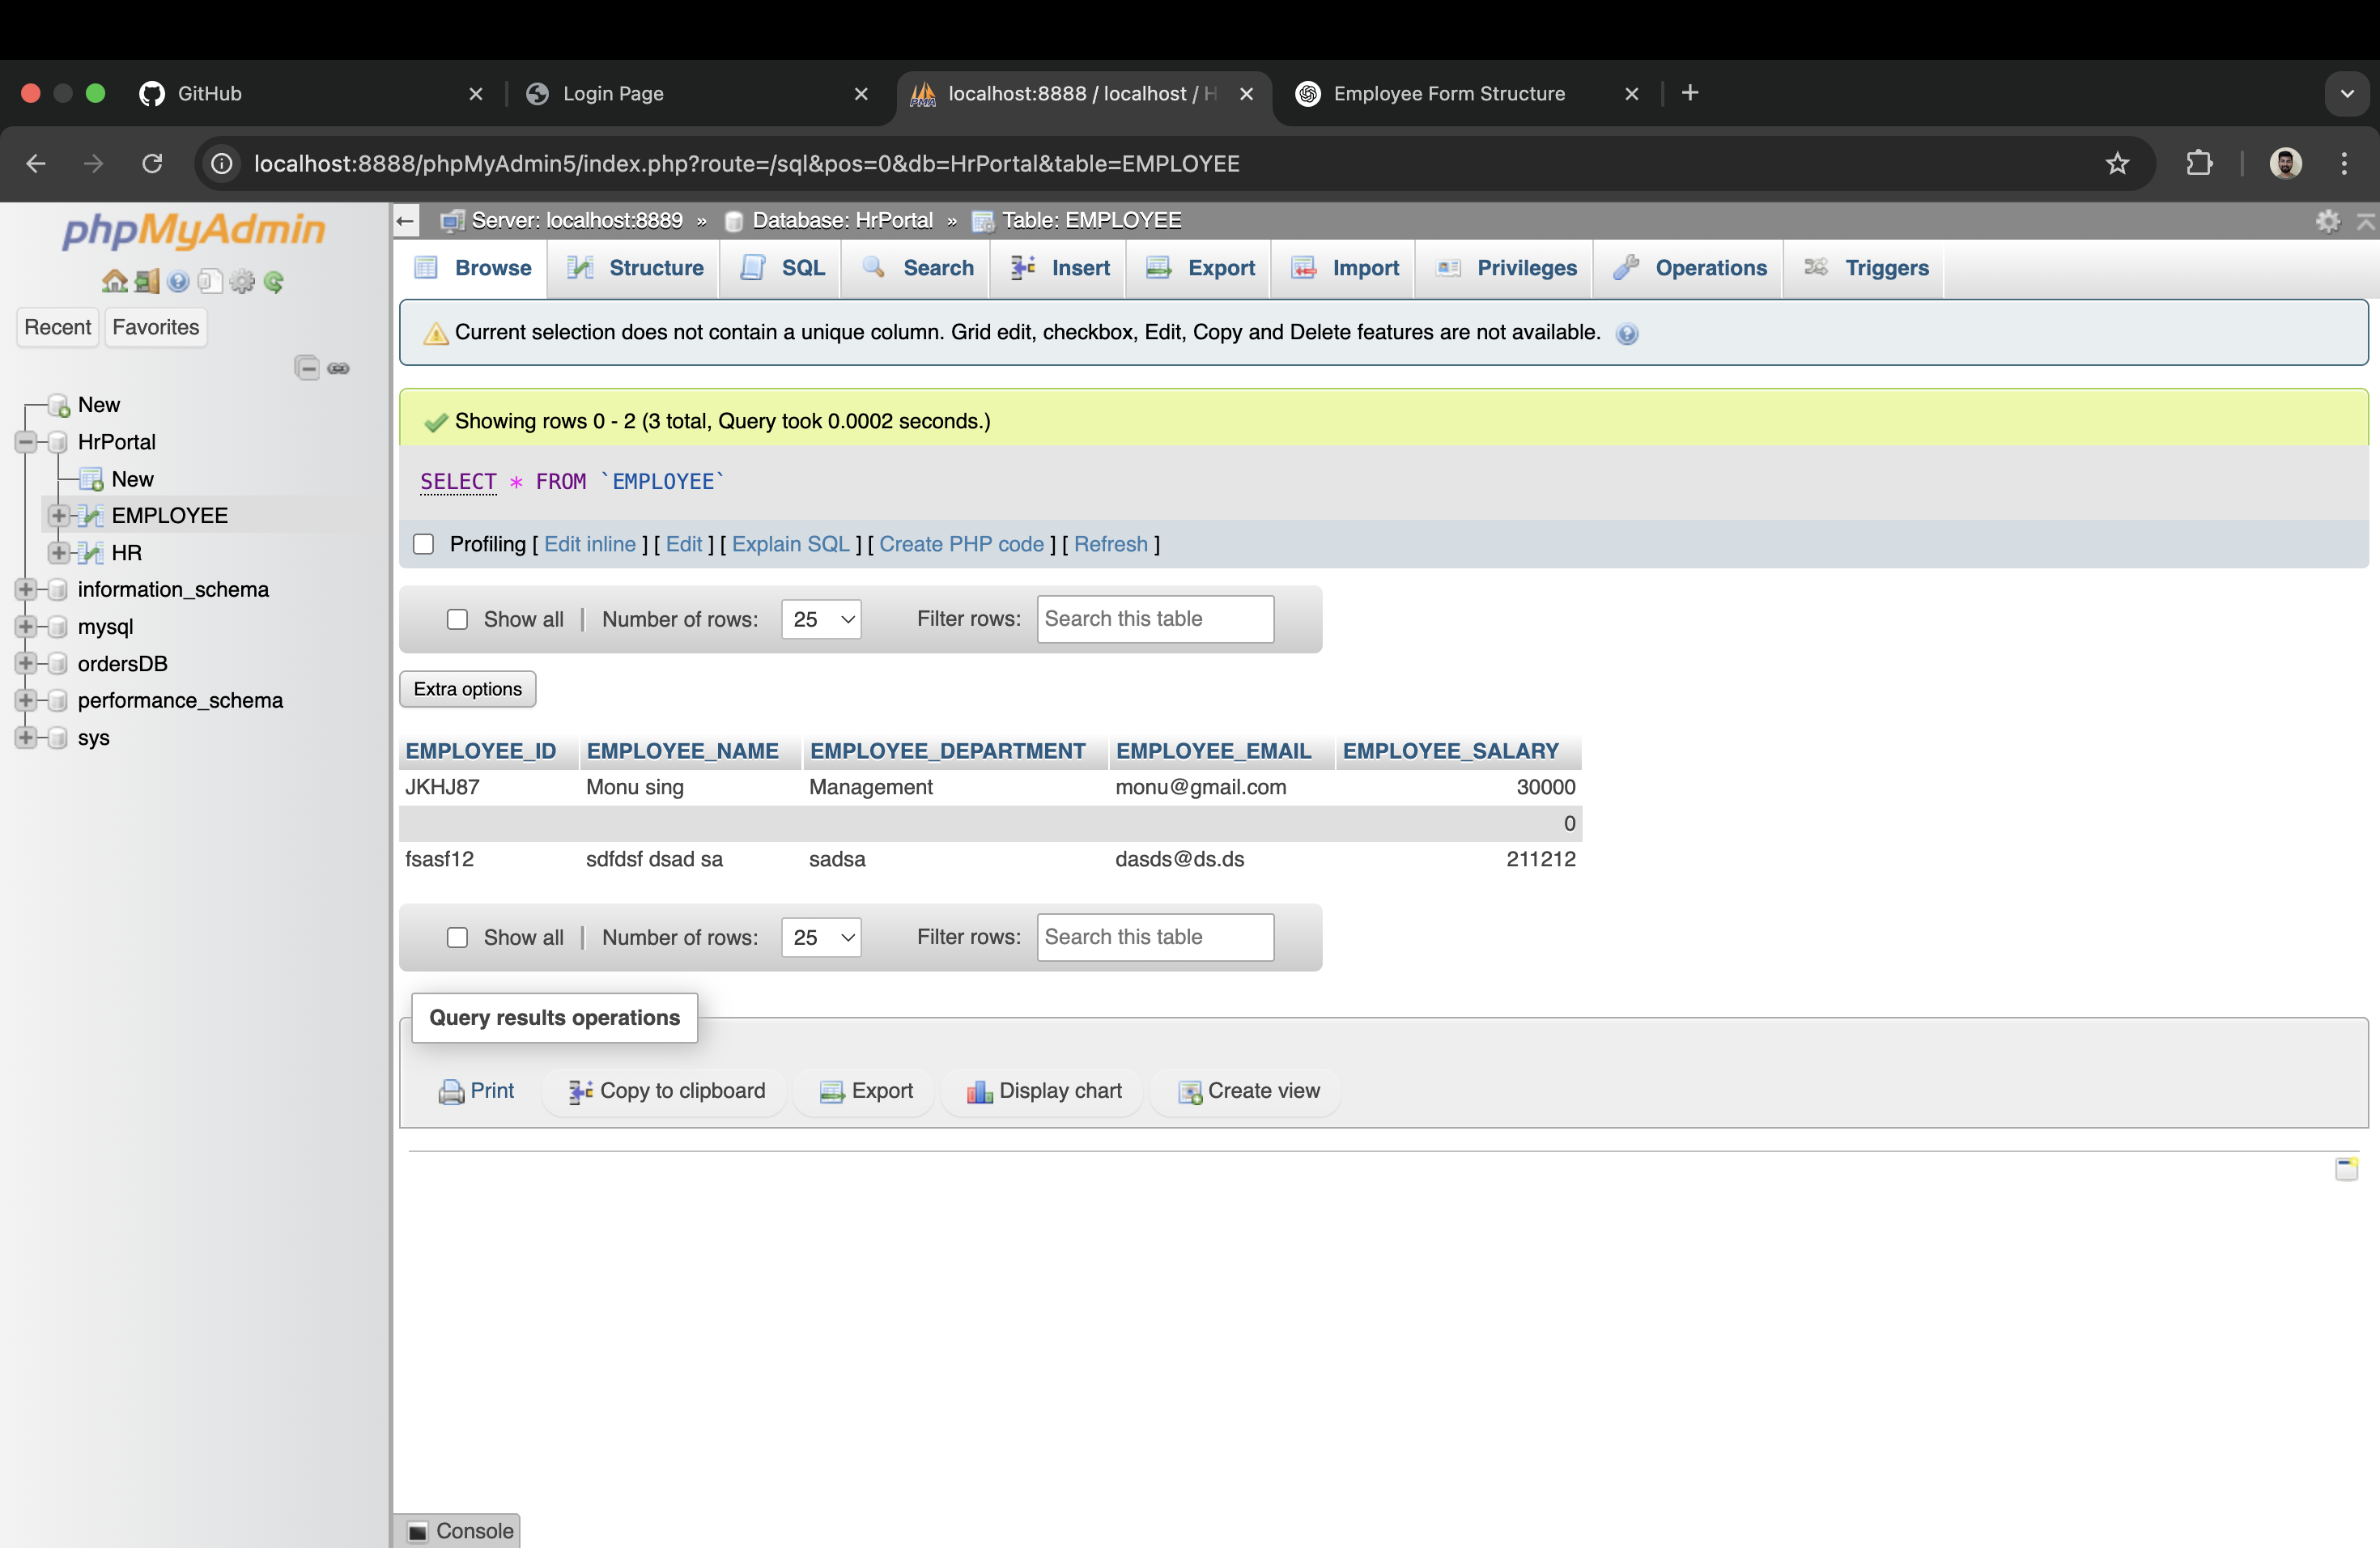 GitHub
Login Page
localhost:8888 / localhost / H
Employee Form Structure
localhost:8888/phpMyAdmin5/index.php?route=/sql&pos=0&db=HrPortal&table=EMPLOYEE
phpMyAdmin
Recent Favorites
New
HrPortal
New
EMPLOYEE
HR
information_schema
mysql
ordersDB
performance_schema
sys
Server: localhost:8889 » Database: HrPortal » Table: EMPLOYEE
Browse Structure SQL Search Insert Export Import Privileges Operations Triggers
Current selection does not contain a unique column. Grid edit, checkbox, Edit, Copy and Delete features are not available.
Showing rows 0 - 2 (3 total, Query took 0.0002 seconds.)
SELECT * FROM `EMPLOYEE`
Profiling [ Edit inline ] [ Edit ] [ Explain SQL ] [ Create PHP code ] [ Refresh ]
Show all | Number of rows: 25 Filter rows: Search this table
Extra options
EMPLOYEE_ID EMPLOYEE_NAME EMPLOYEE_DEPARTMENT EMPLOYEE_EMAIL EMPLOYEE_SALARY
JKHJ87 Monu sing Management monu@gmail.com 30000
0
fsasf12 sdfdsf dsad sa sadsa dasds@ds.ds 211212
Show all | Number of rows: 25 Filter rows: Search this table
Query results operations
Print Copy to clipboard Export Display chart Create view
Console